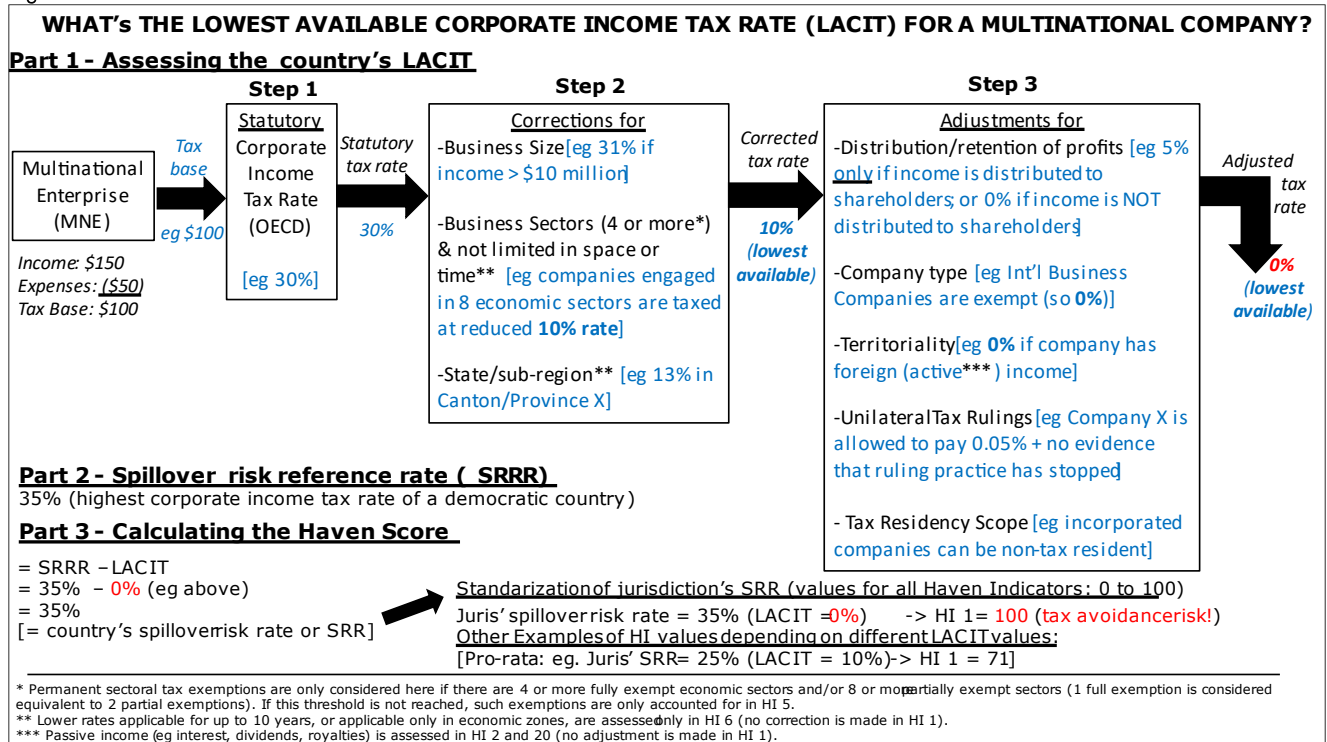 WHAT's THE LOWEST AVAILABLE CORPORATE INCOME TAX RATE (LACIT) FOR A MULTINATIONAL COMPANY?
Part 1 - Assessing the country's LACIT
Step 1
Step 2
Step 3
Multinational
Enterprise
(MNE)
Income: $150
Expenses: ($50)
Tax Base: $100
Tax
base
eg $100
Statutory
Corporate
Income
Tax Rate
(OECD)
[eg 30%]
Statutory
tax rate
30%
Corrections for
-Business Size[eg 31% if
income > $10 million]
-Business Sectors (4 or more*)
& not limited in space or
time** [eg companies engaged
in 8 economic sectors are taxed
at reduced 10% rate]
-State/sub-region** [eg 13% in
Canton/Province X]
Corrected
tax rate
10%
(lowest
available)
Adjustments for
-Distribution/retention of profits [eg 5%
only if income is distributed to
shareholders; or 0% if income is NOT
distributed to shareholders]
-Company type [eg Int'l Business
Companies are exempt (so 0%)]
-Territoriality[eg 0% if company has
foreign (active***) income]
-UnilateralTax Rulings [eg Company X is
allowed to pay 0.05% + no evidence
that ruling practice has stopped]
- Tax Residency Scope [eg incorporated
companies can be non-tax resident]
Adjusted
tax
rate
0%
(lowest
available)
Part 2 - Spillover risk reference rate ( SRRR)
35% (highest corporate income tax rate of a democratic country)
Part 3 - Calculating the Haven Score
= SRRR – LACIT
= 35% – 0% (eg above)
= 35%
[= country's spillover risk rate or SRR]
Standarization of jurisdiction's SRR (values for all Haven Indicators: 0 to 100)
Juris' spillover risk rate = 35% (LACIT =0%) -> HI 1= 100 (tax avoidance risk!)
Other Examples of HI values depending on different LACIT values:
[Pro-rata: eg. Juris' SRR= 25% (LACIT = 10%)-> HI 1 = 71]
* Permanent sectoral tax exemptions are only considered here if there are 4 or more fully exempt economic sectors and/or 8 or more partially exempt sectors (1 full exemption is considered
equivalent to 2 partial exemptions). If this threshold is not reached, such exemptions are only accounted for in HI 5.
** Lower rates applicable for up to 10 years, or applicable only in economic zones, are assessed only in HI 6 (no correction is made in HI 1).
*** Passive income (eg interest, dividends, royalties) is assessed in HI 2 and 20 (no adjustment is made in HI 1).